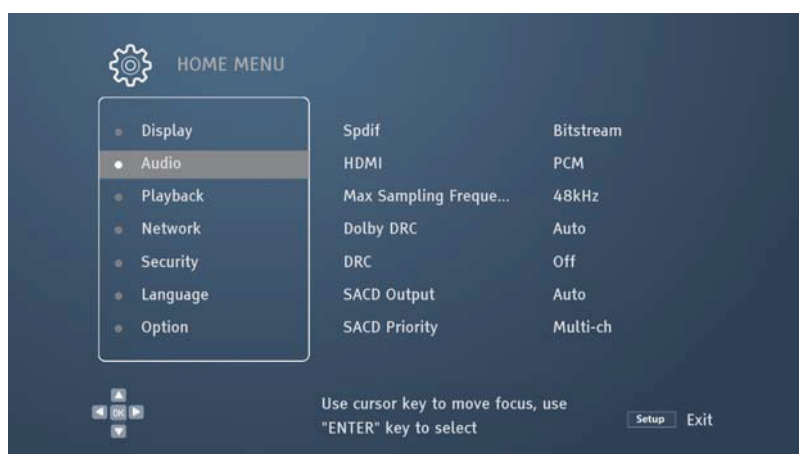 HOME MENU
Display
Spdif Bitstream
Audio
HDMI PCM
Playback
Max Sampling Freque... 48kHz
Network
Dolby DRC Auto
Security
DRC Off
Language
SACD Output Auto
Option
SACD Priority Multi-ch
OK
Use cursor key to move focus, use
"ENTER" key to select
Setup Exit